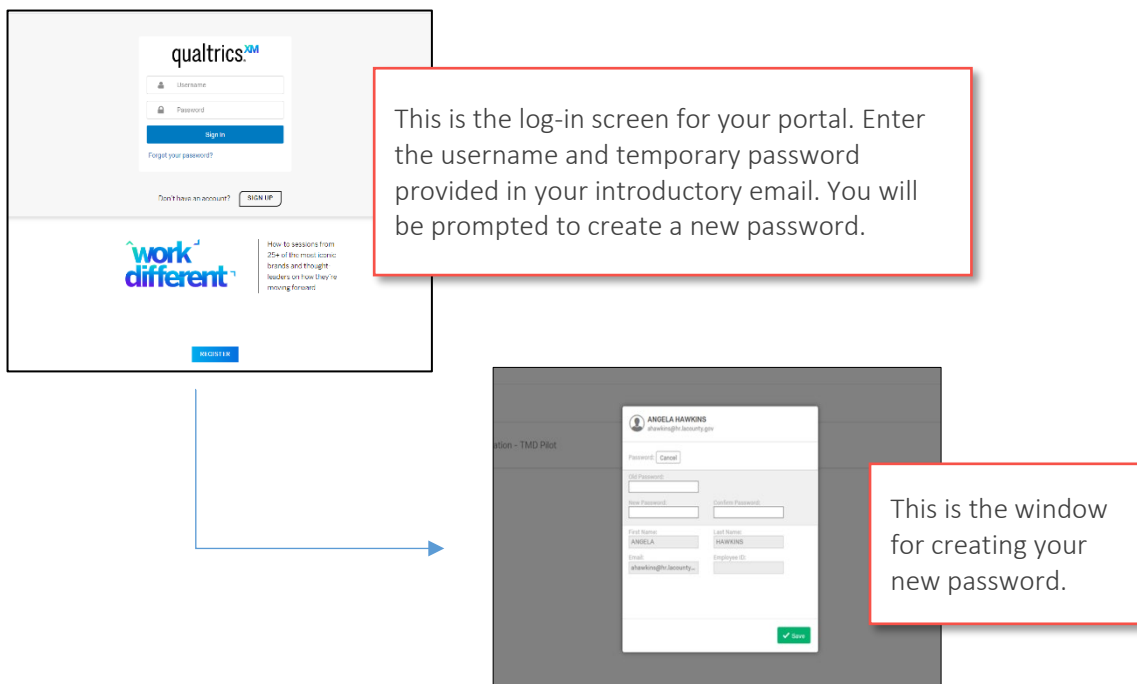 qualtrics.XM
Username
Password
Sign In
Forgot your password?
Don't have an account? SIGN UP
work
different
How to sessions from
25+ of the most iconic
brands and thought
leaders on how they're
moving forward.
REGISTER
This is the log-in screen for your portal. Enter
the username and temporary password
provided in your introductory email. You will
be prompted to create a new password.
ation - TMD Pilot
ANGELA HAWKINS
ahawkins@hr.lacounty.gov
Password: Cancel
Old Password:
New Password: Confirm Password:
First Name: Last Name:
ANGELA HAWKINS
Email: Employee ID:
ahawkins@hr.lacounty...
Save
This is the window
for creating your
new password.